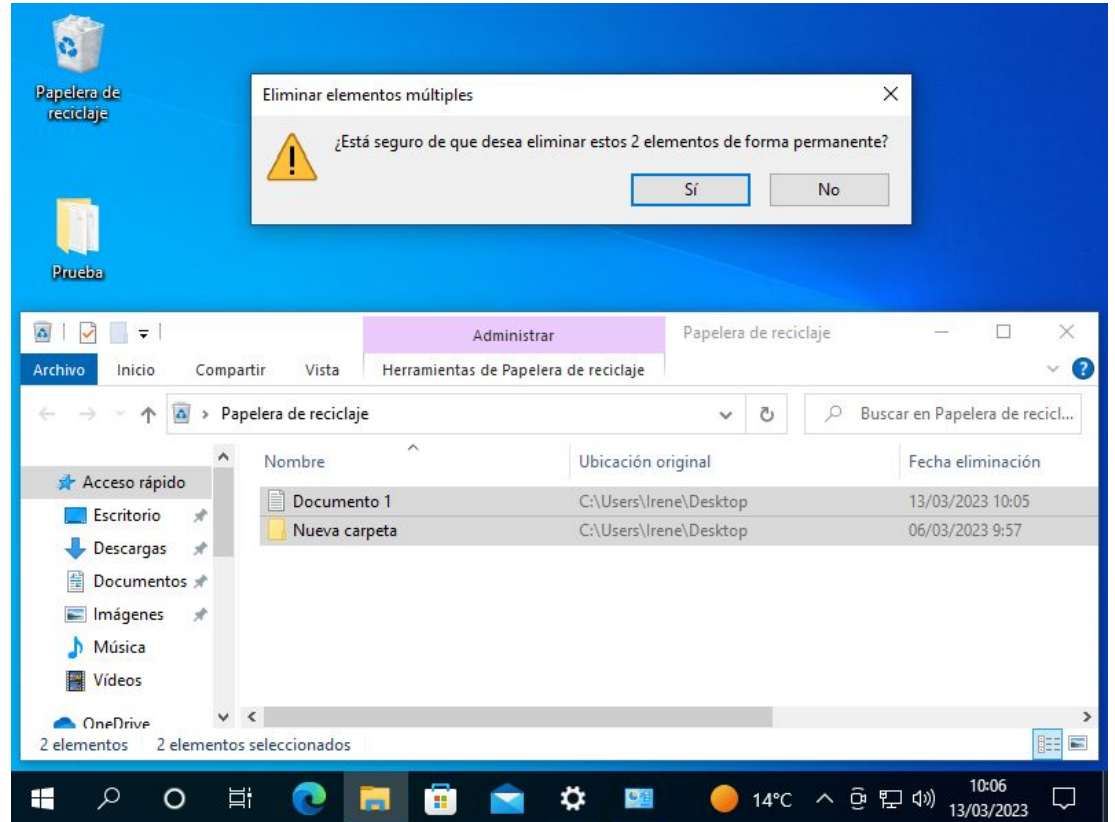 Papelera de
reciclaje
Eliminar elementos múltiples
¿Está seguro de que desea eliminar estos 2 elementos de forma permanente?
Sí No
Prueba
Administrar Papelera de reciclaje
Archivo Inicio Compartir Vista Herramientas de Papelera de reciclaje
Papelera de reciclaje Buscar en Papelera de recicl...
Nombre Ubicación original Fecha eliminación
Acceso rápido
Documento 1 C:\Users\Irene\Desktop 13/03/2023 10:05
Escritorio
Nueva carpeta C:\Users\Irene\Desktop 06/03/2023 9:57
Descargas
Documentos
Imágenes
Música
Vídeos
OneDrive
2 elementos 2 elementos seleccionados
14°C 10:06
13/03/2023